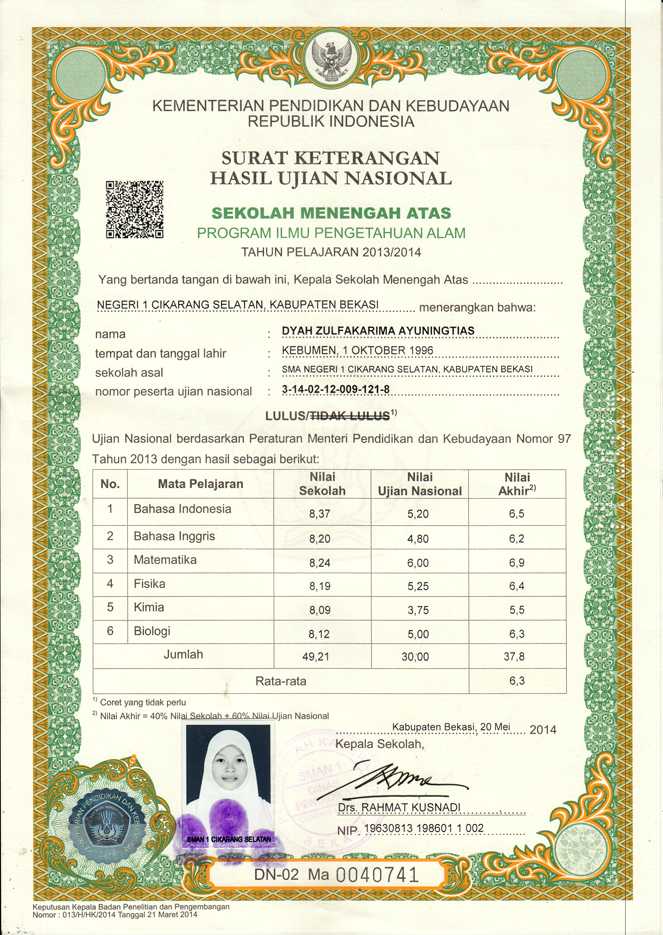 KEMENTERIAN PENDIDIKAN DAN KEBUDAYAAN
REPUBLIK INDONESIA
SURAT KETERANGAN
HASIL UJIAN NASIONAL
SEKOLAH MENENGAH ATAS
PROGRAM ILMU PENGETAHUAN ALAM
TAHUN PELAJARAN 2013/2014
Yang bertanda tangan di bawah ini, Kepala Sekolah Menengah Atas
NEGERI 1 CIKARANG SELATAN, KABUPATEN BEKASI menerangkan bahwa:
nama : DYAH ZULFAKARIMA AYUNINGTIAS
tempat dan tanggal lahir : KEBUMEN, 1 OKTOBER 1996
sekolah asal : SMA NEGERI 1 CIKARANG SELATAN, KABUPATEN BEKASI
nomor peserta ujian nasional : 3-14-02-12-009-121-8
LULUS/TIDAK LULUS1)
Ujian Nasional berdasarkan Peraturan Menteri Pendidikan dan Kebudayaan Nomor 97
Tahun 2013 dengan hasil sebagai berikut:
No. Mata Pelajaran Nilai Sekolah Nilai Ujian Nasional Nilai Akhir2)
1 Bahasa Indonesia 8,37 5,20 6,5
2 Bahasa Inggris 8,20 4,80 6,2
3 Matematika 8,24 6,00 6,9
4 Fisika 8,19 5,25 6,4
5 Kimia 8,09 3,75 5,5
6 Biologi 8,12 5,00 6,3
Jumlah 49,21 30,00 37,8
Rata-rata 6,3
1) Coret yang tidak perlu
2) Nilai Akhir = 40% Nilai Sekolah + 60% Nilai Ujian Nasional
Kabupaten Bekasi, 20 Mei 2014
Kepala Sekolah,
SMAN 1
Drs. RAHMAT KUSNADI
NIP. 19630813 198601 1 002
SMAN 1 CIKARANG SELATAN
DN-02 Ma 0040741
Keputusan Kepala Badan Penelitian dan Pengembangan
Nomor : 013/H/HK/2014 Tanggal 21 Maret 2014